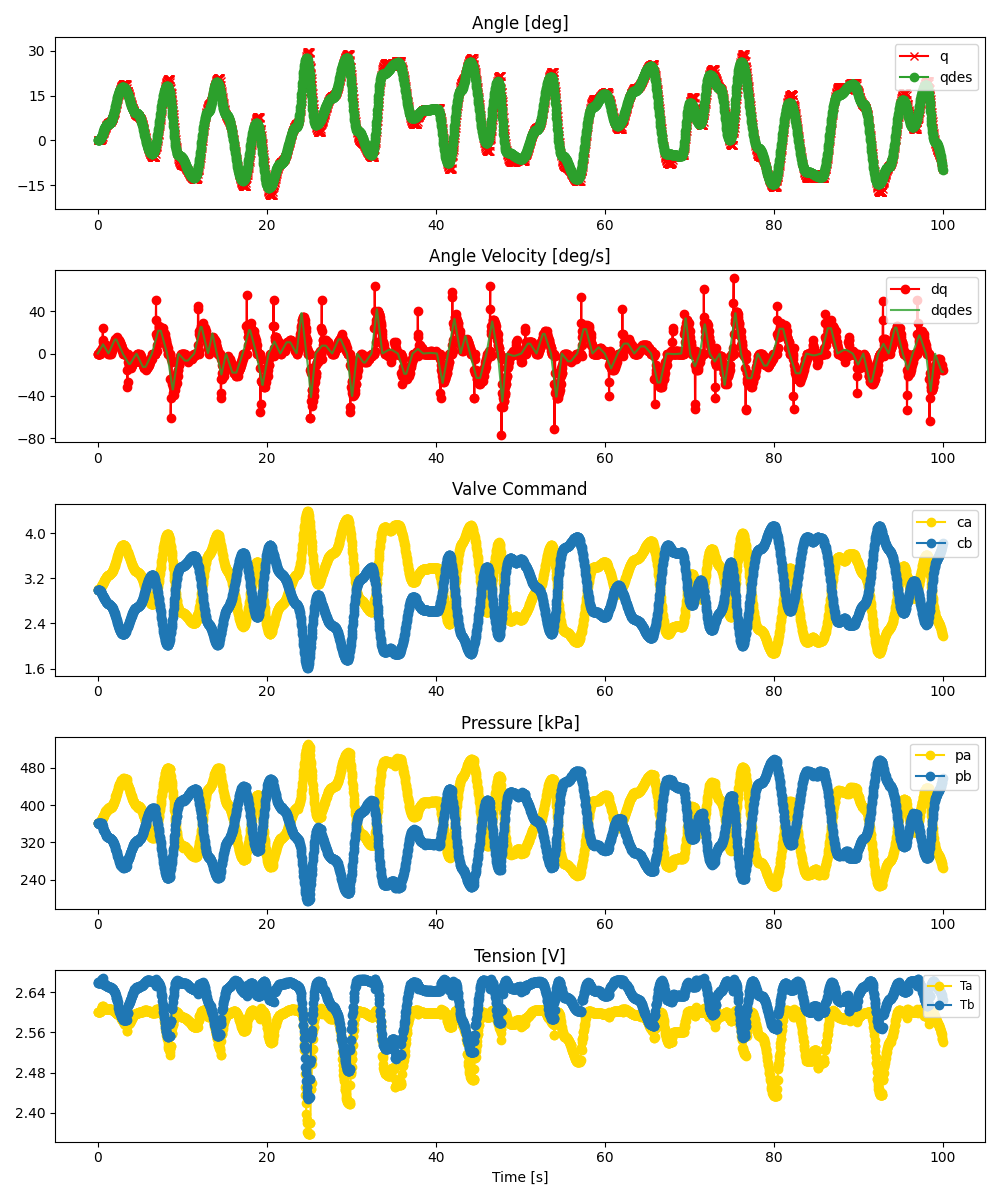 Angle [deg]
30
15
0
−15
q
qdes
0 20 40 60 80 100
Angle Velocity [deg/s]
40
0
−40
−80
dq
dqdes
0 20 40 60 80 100
Valve Command
4.0
3.2
2.4
1.6
ca
cb
0 20 40 60 80 100
Pressure [kPa]
480
400
320
240
pa
pb
0 20 40 60 80 100
Tension [V]
2.64
2.56
2.48
2.40
Ta
Tb
0 20 40 60 80 100
Time [s]